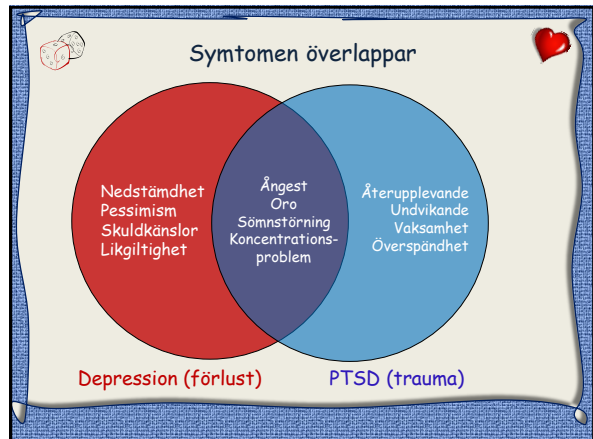 Symtomen överlappar
Nedstämdhet
Pessimism
Skuldkänslor
Likgiltighet
Ångest
Oro
Sömnstörning
Koncentrations-
problem
Återupplevande
Undvikande
Vaksamhet
Överspändhet
Depression (förlust)
PTSD (trauma)